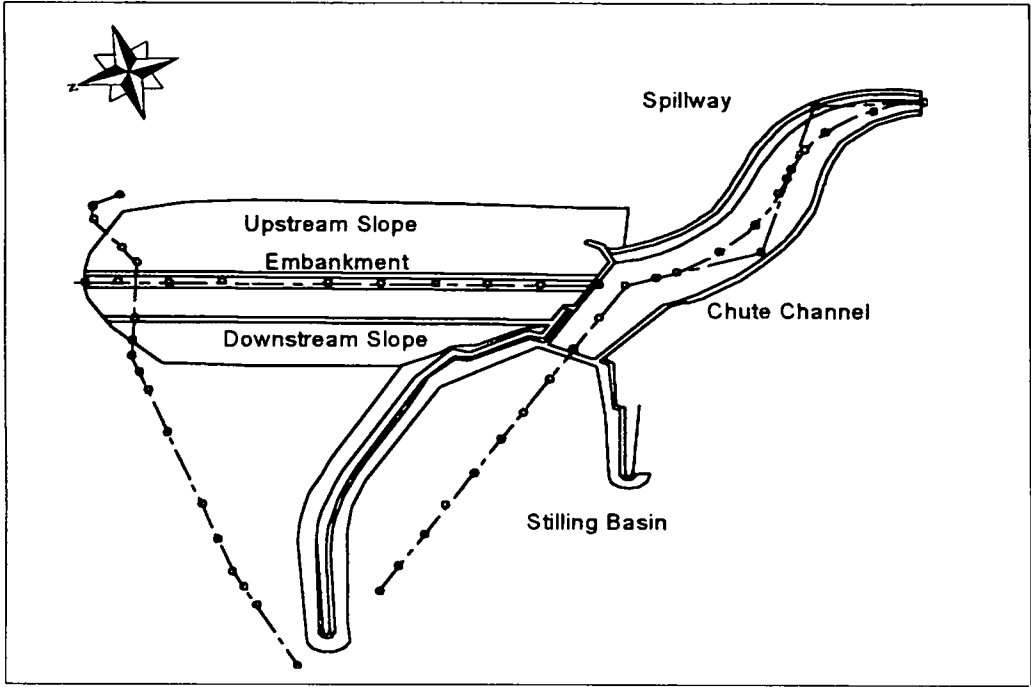 N
Spillway
Upstream Slope
Embankment
Chute Channel
Downstream Slope
Stilling Basin